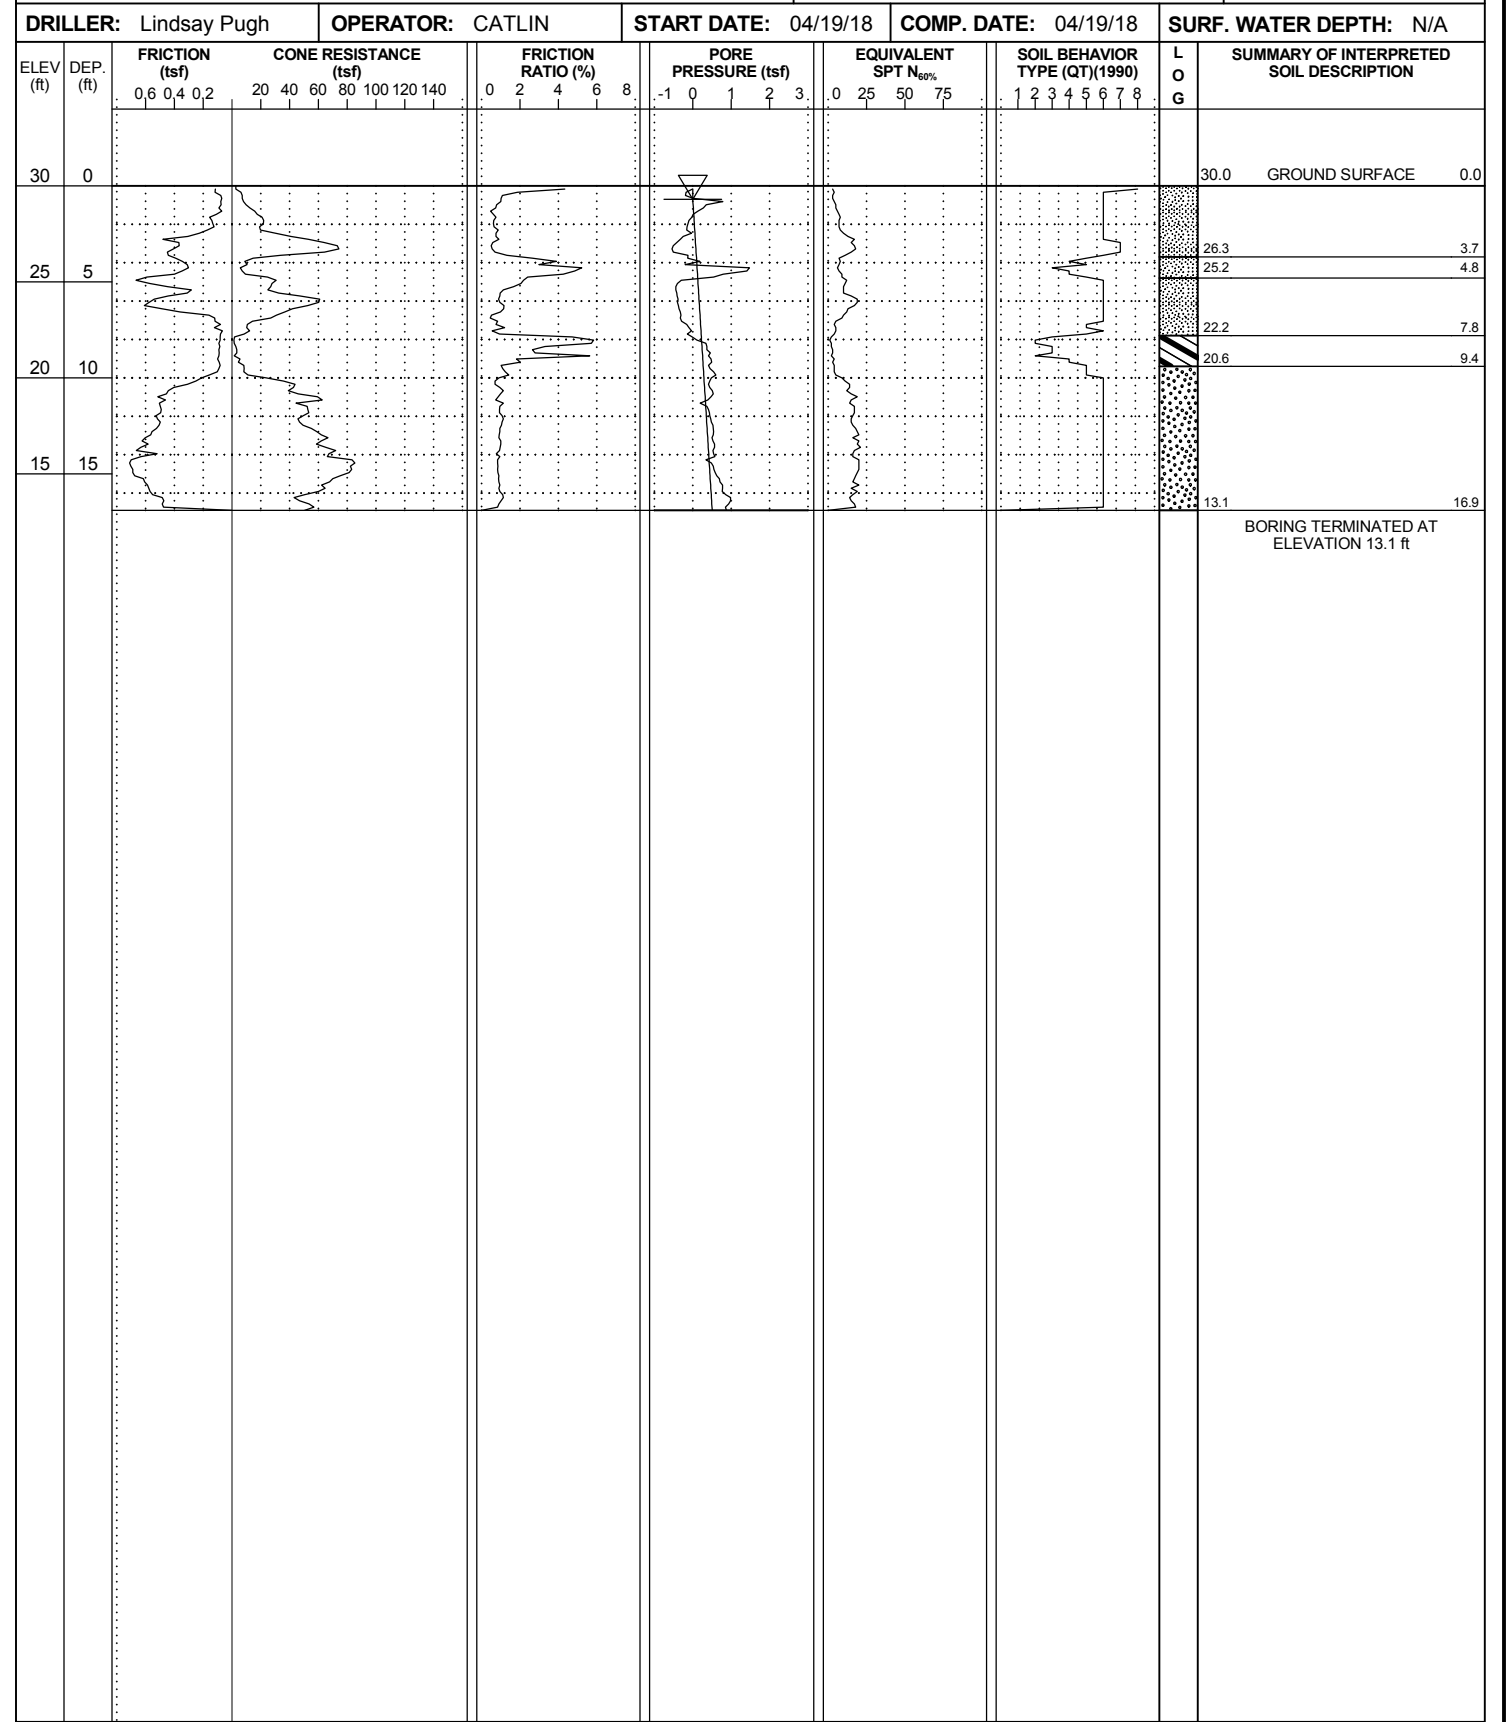 DRILLER: Lindsay Pugh OPERATOR: CATLIN START DATE: 04/19/18 COMP. DATE: 04/19/18 SURF. WATER DEPTH: N/A
ELEV (ft)
DEP. (ft)
FRICTION (tsf)
0.6 0.4 0.2
CONE RESISTANCE (tsf)
20 40 60 80 100 120 140
FRICTION RATIO (%)
0 2 4 6 8
PORE PRESSURE (tsf)
-1 0 1 2 3
EQUIVALENT SPT N60%
0 25 50 75
SOIL BEHAVIOR TYPE (QT)(1990)
1 2 3 4 5 6 7 8
L
O
G
SUMMARY OF INTERPRETED
SOIL DESCRIPTION
30 0 30.0 GROUND SURFACE 0.0
26.3 3.7
25.2 4.8
25 5
22.2 7.8
20.6 9.4
20 10
15 15
13.1 16.9
BORING TERMINATED AT
ELEVATION 13.1 ft